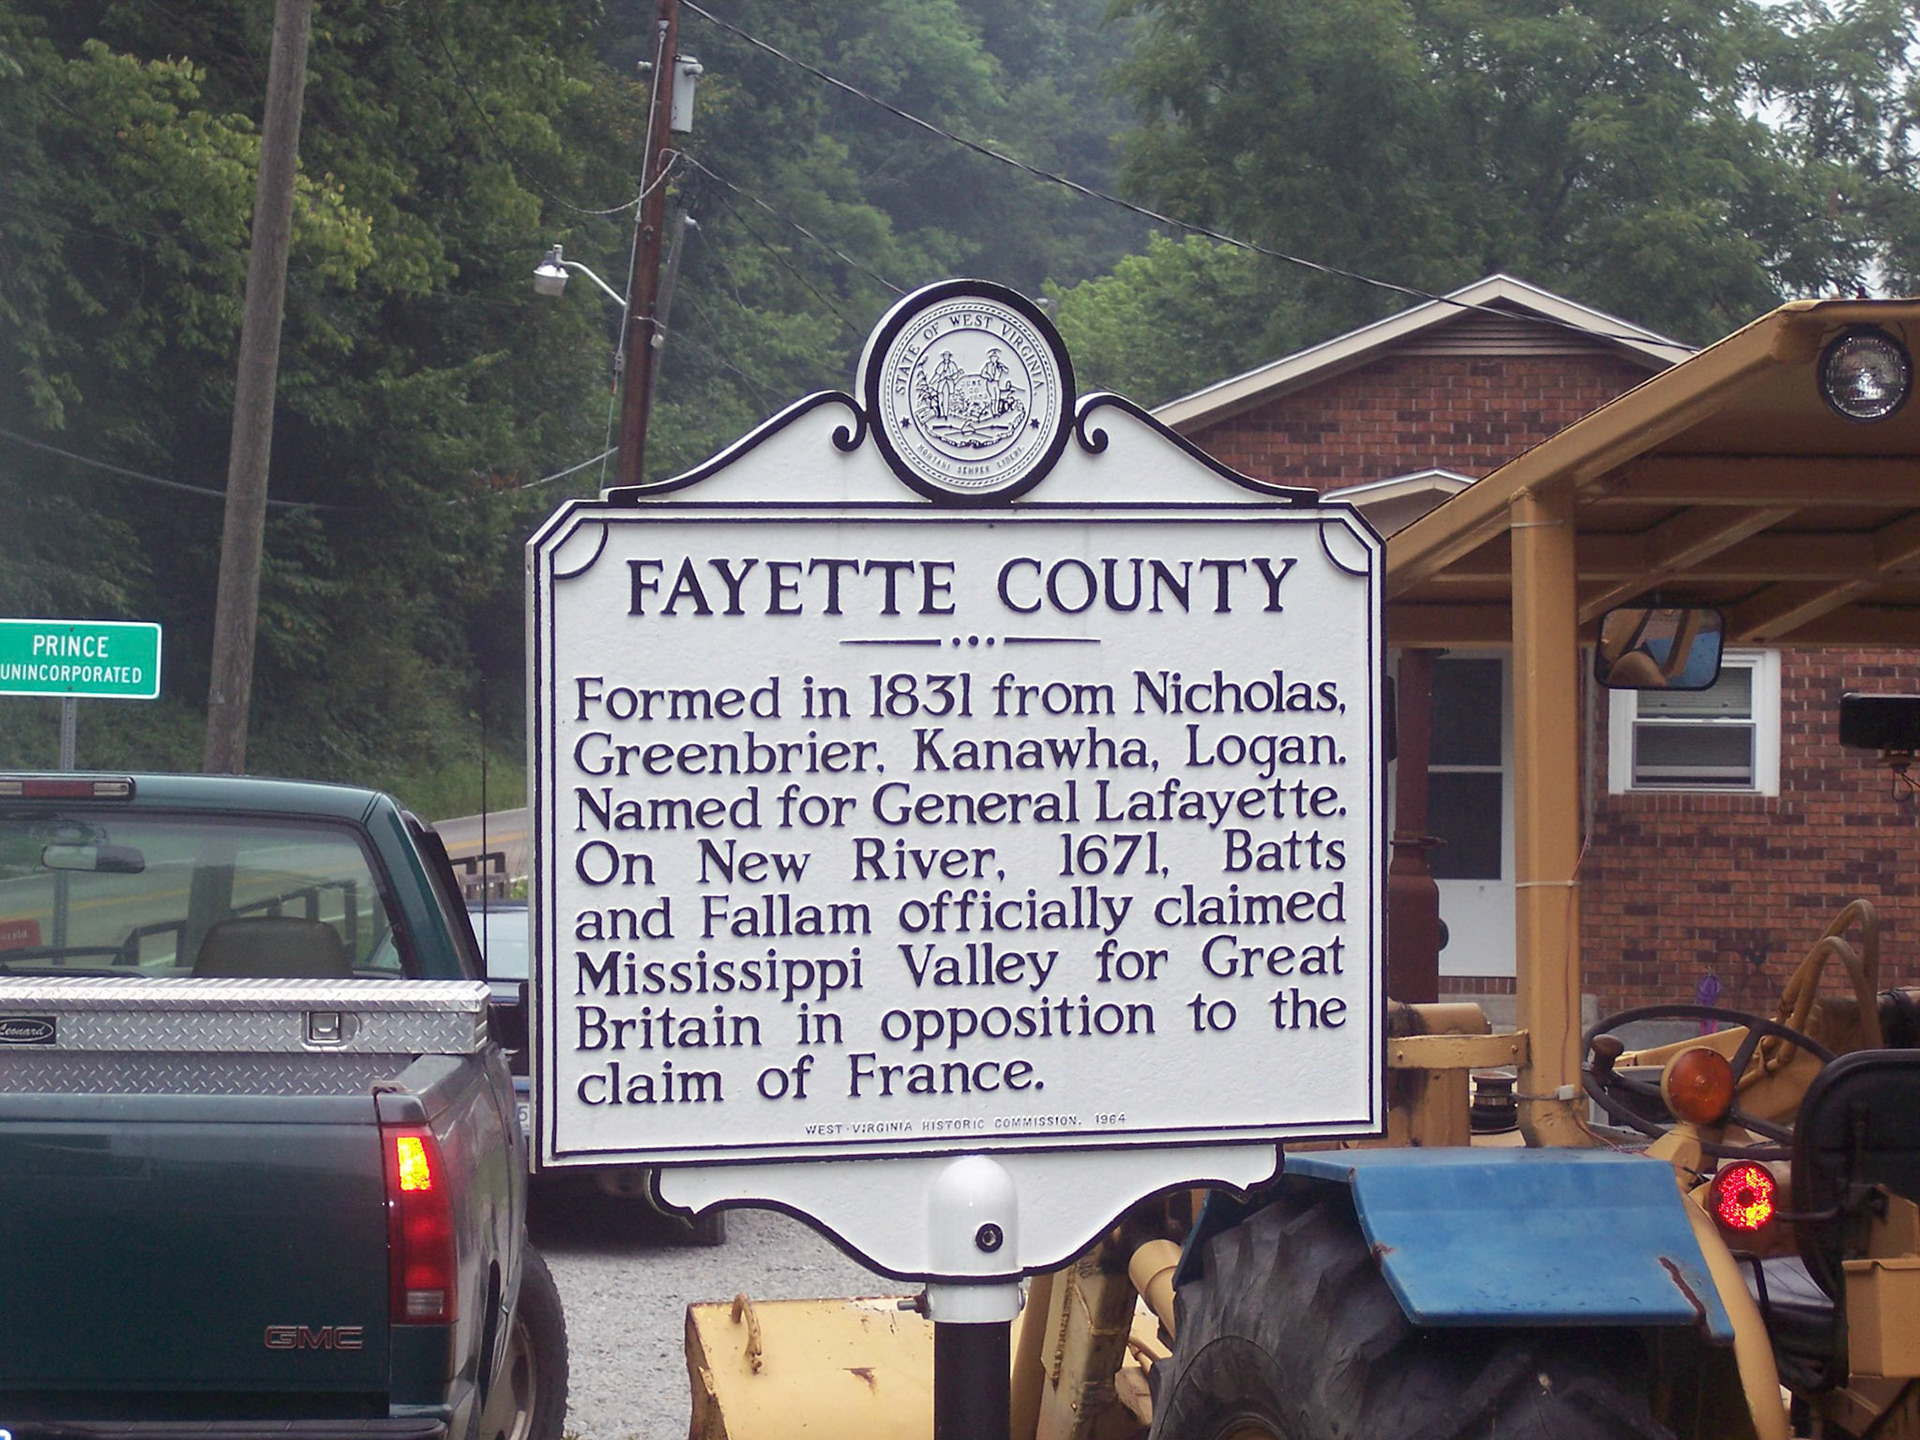 STATE OF WEST VIRGINIA
MONTANI SEMPER LIBERI
FAYETTE COUNTY
Formed in 1831 from Nicholas,
Greenbrier, Kanawha, Logan.
Named for General Lafayette.
On New River, 1671, Batts
and Fallam officially claimed
Mississippi Valley for Great
Britain in opposition to the
claim of France.
WEST VIRGINIA HISTORIC COMMISSION, 1964
PRINCE
UNINCORPORATED
Leonard
GMC